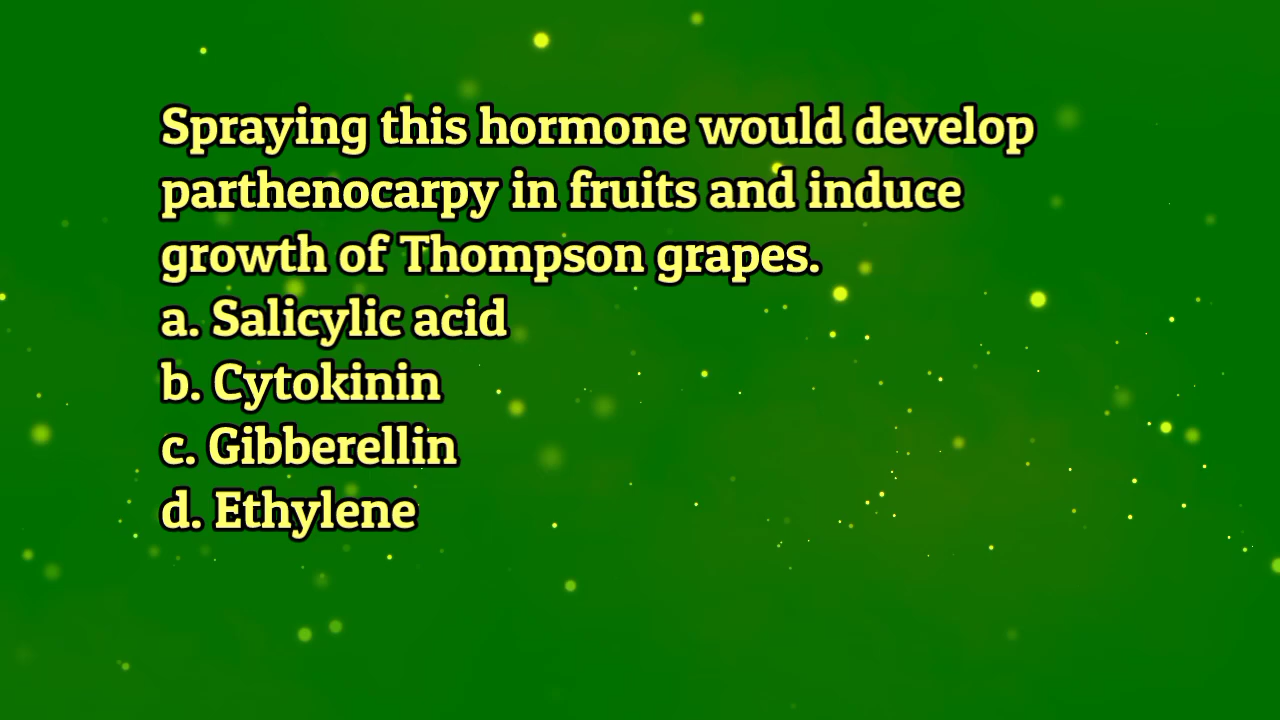 Spraying this hormone would develop
parthenocarpy in fruits and induce
growth of Thompson grapes.
a. Salicylic acid
b. Cytokinin
c. Gibberellin
d. Ethylene